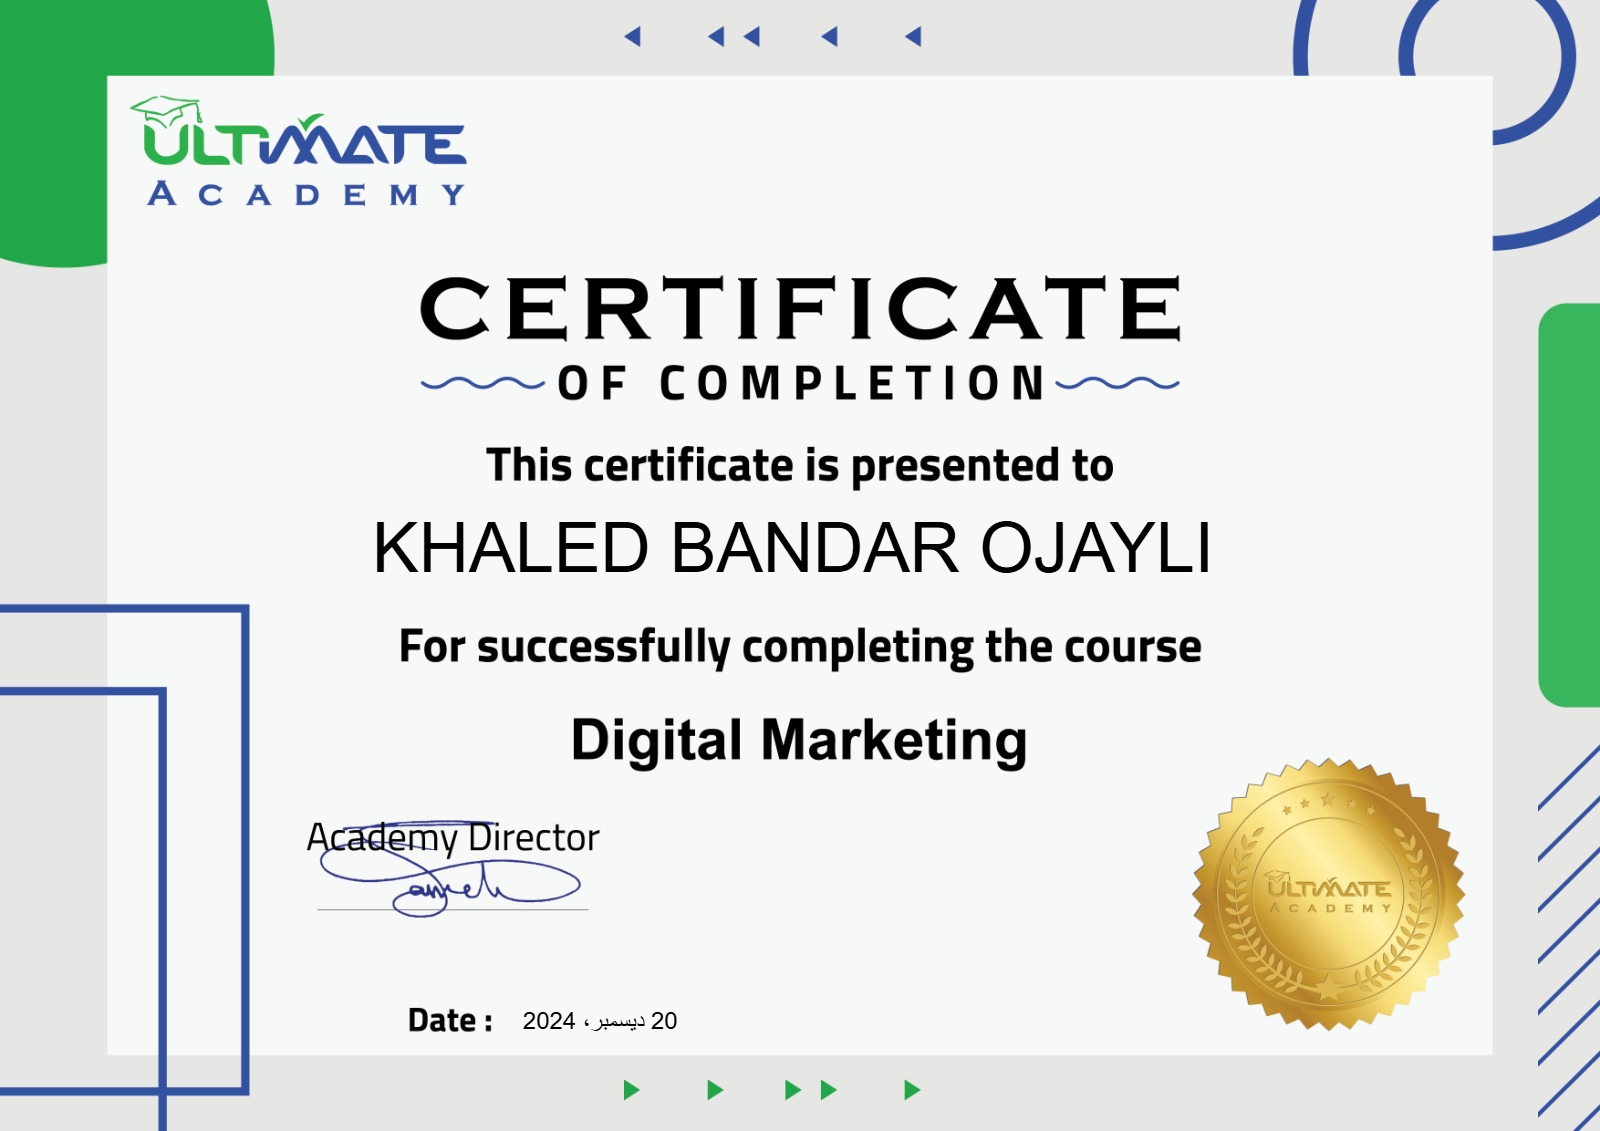 ULTIMATE
ACADEMY
CERTIFICATE
OF COMPLETION
This certificate is presented to
KHALED BANDAR OJAYLI
For successfully completing the course
Digital Marketing
Academy Director
Sameh
ULTIMATE
ACADEMY
Date : 20 ديسمبر، 2024